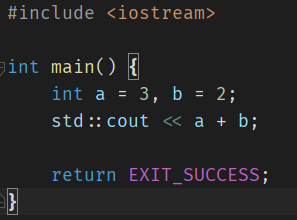 #include <iostream>
int main() {
    int a = 3, b = 2;
    std::cout << a + b;
    return EXIT_SUCCESS;
}